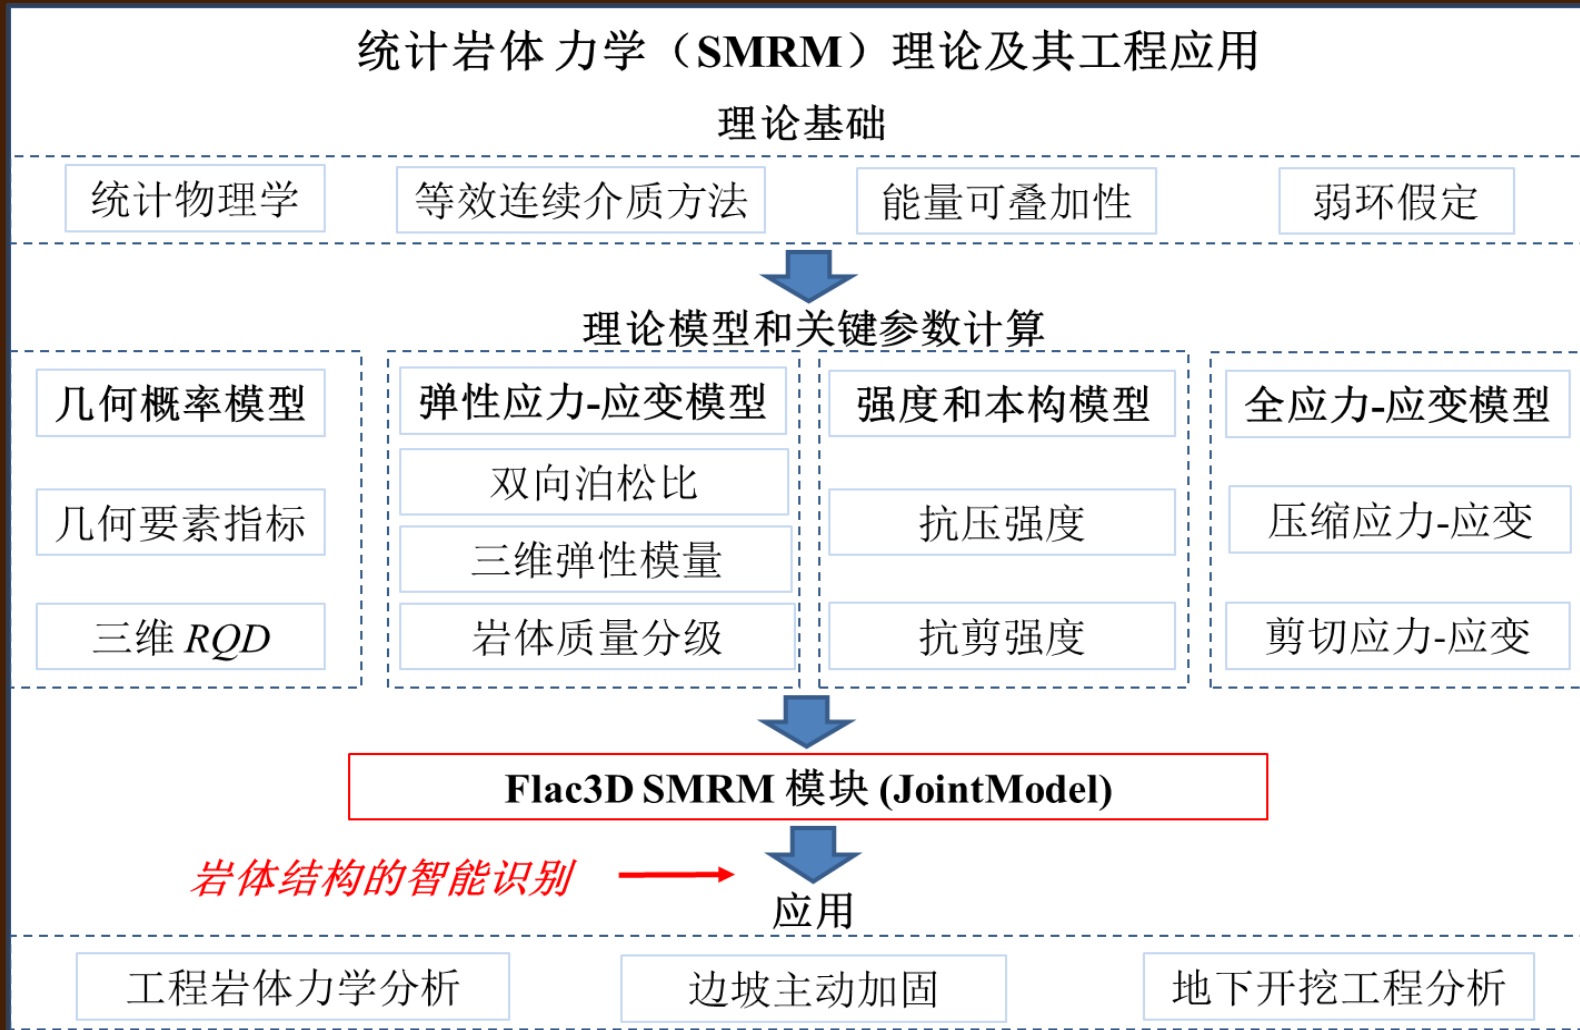 统计岩体力学（SMRM）理论及其工程应用
理论基础
统计物理学 等效连续介质方法 能量可叠加性 弱环假定
理论模型和关键参数计算
几何概率模型
几何要素指标
三维 RQD
弹性应力-应变模型
双向泊松比
三维弹性模量
岩体质量分级
强度和本构模型
抗压强度
抗剪强度
全应力-应变模型
压缩应力-应变
剪切应力-应变
Flac3D SMRM 模块 (JointModel)
岩体结构的智能识别
应用
工程岩体力学分析 边坡主动加固 地下开挖工程分析